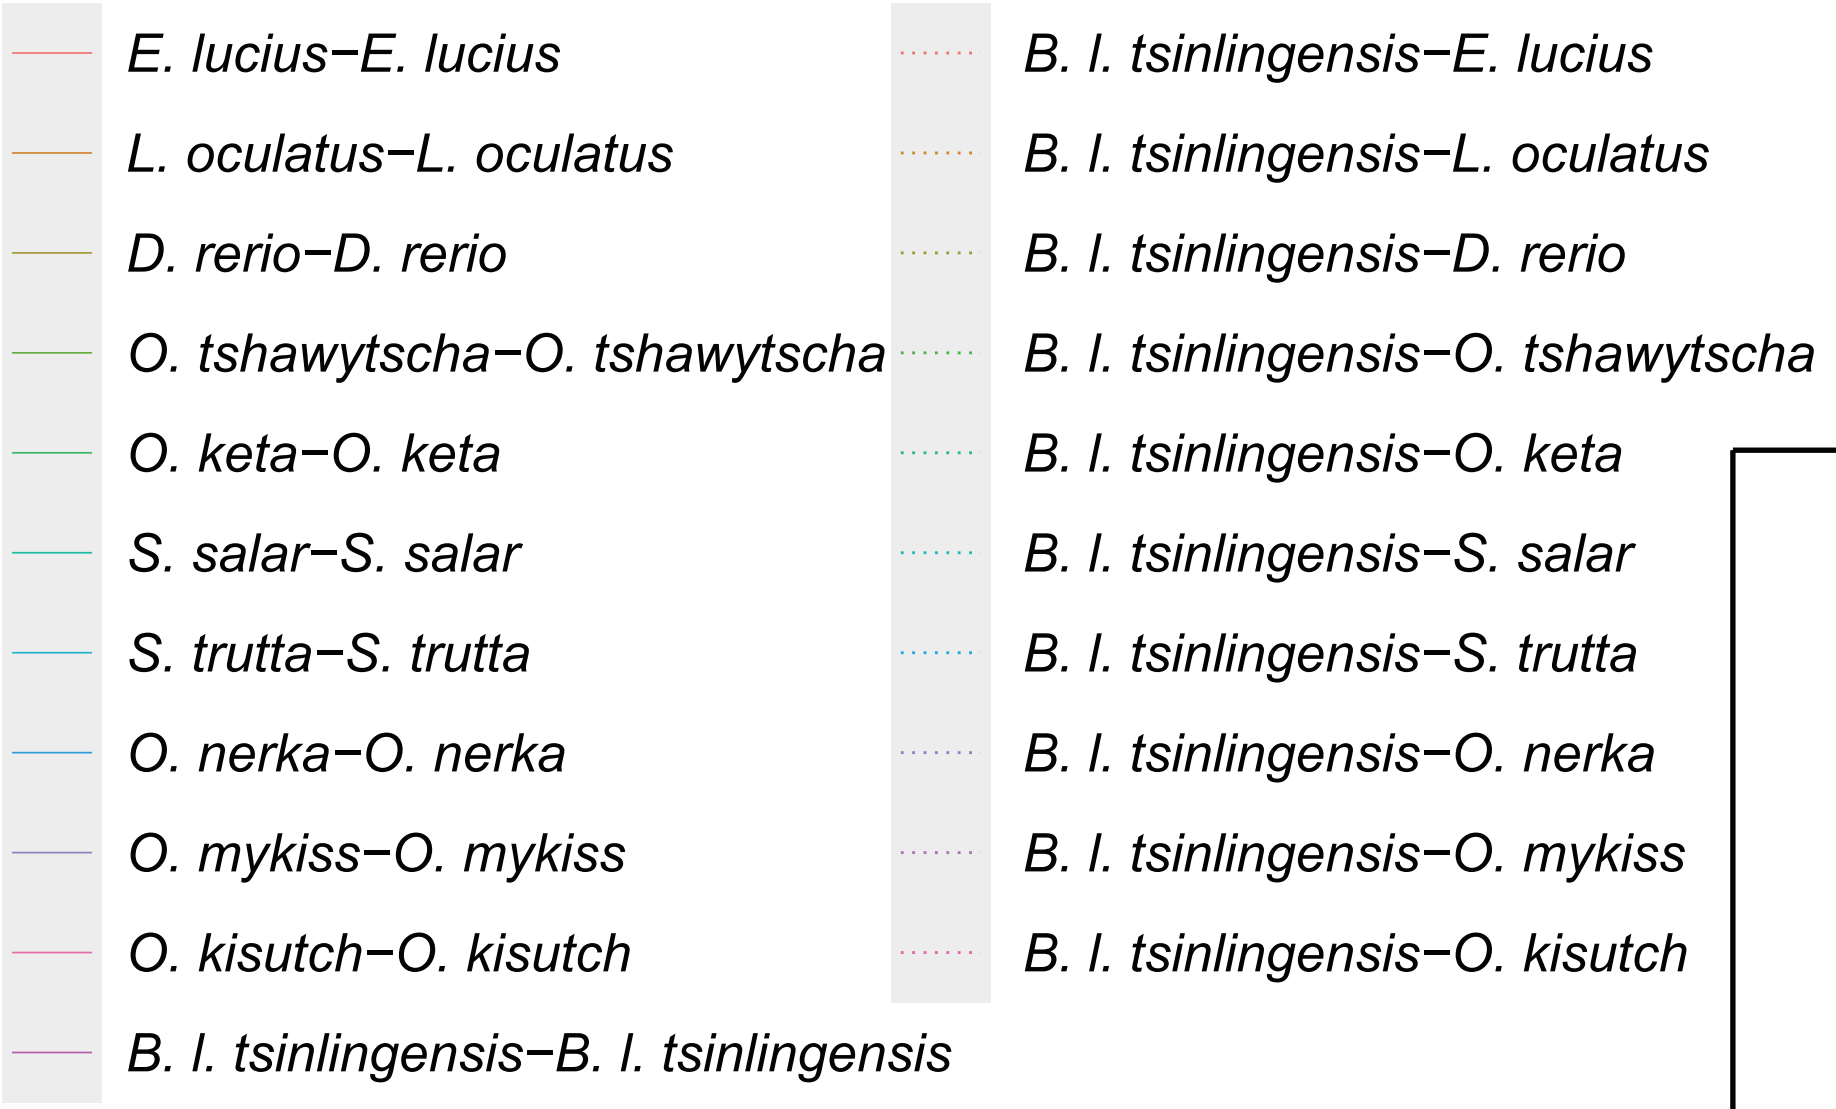 E. lucius−E. lucius
L. oculatus−L. oculatus
D. rerio−D. rerio
O. tshawytscha−O. tshawytscha
O. keta−O. keta
S. salar−S. salar
S. trutta−S. trutta
O. nerka−O. nerka
O. mykiss−O. mykiss
O. kisutch−O. kisutch
B. l. tsinlingensis−B. l. tsinlingensis
B. l. tsinlingensis−E. lucius
B. l. tsinlingensis−L. oculatus
B. l. tsinlingensis−D. rerio
B. l. tsinlingensis−O. tshawytscha
B. l. tsinlingensis−O. keta
B. l. tsinlingensis−S. salar
B. l. tsinlingensis−S. trutta
B. l. tsinlingensis−O. nerka
B. l. tsinlingensis−O. mykiss
B. l. tsinlingensis−O. kisutch